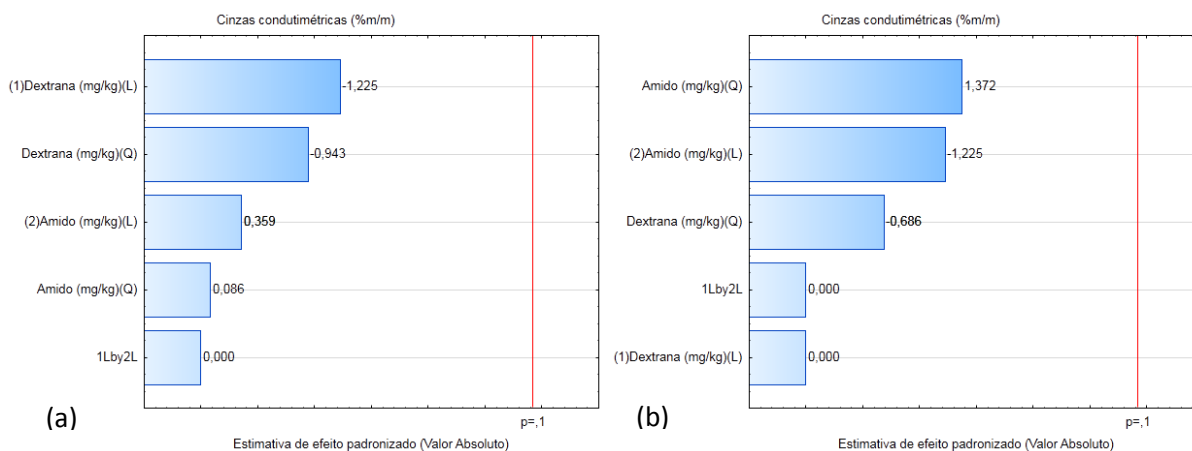 Cinzas condutimétricas (%m/m)
(1)Dextrana (mg/kg)(L)
-1,225
Dextrana (mg/kg)(Q)
-0,943
(2)Amido (mg/kg)(L)
0,359
Amido (mg/kg)(Q)
0,086
1Lby2L
0,000
p=,1
(a)
Estimativa de efeito padronizado (Valor Absoluto)
Cinzas condutimétricas (%m/m)
Amido (mg/kg)(Q)
1,372
(2)Amido (mg/kg)(L)
-1,225
Dextrana (mg/kg)(Q)
-0,686
1Lby2L
0,000
(1)Dextrana (mg/kg)(L)
0,000
p=,1
(b)
Estimativa de efeito padronizado (Valor Absoluto)